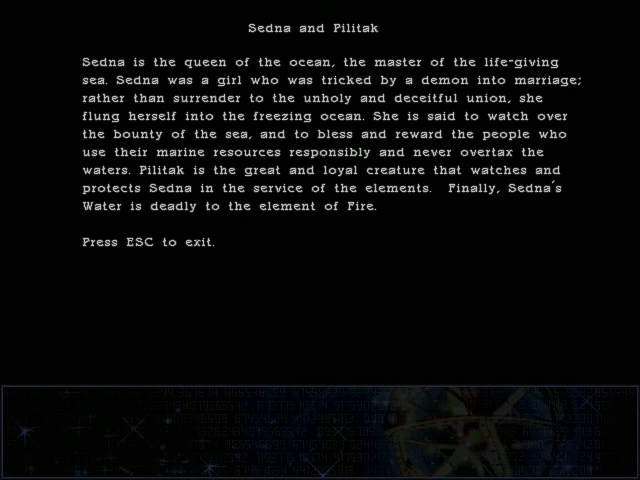 Sedna and Pilitak
Sedna is the queen of the ocean, the master of the life-giving
sea. Sedna was a girl who was tricked by a demon into marriage;
rather than surrender to the unholy and deceitful union, she
flung herself into the freezing ocean. She is said to watch over
the bounty of the sea, and to bless and reward the people who
use their marine resources responsibly and never overtax the
waters. Pilitak is the great and loyal creature that watches and
protects Sedna in the service of the elements.  Finally, Sedna's
Water is deadly to the element of Fire.
Press ESC to exit.